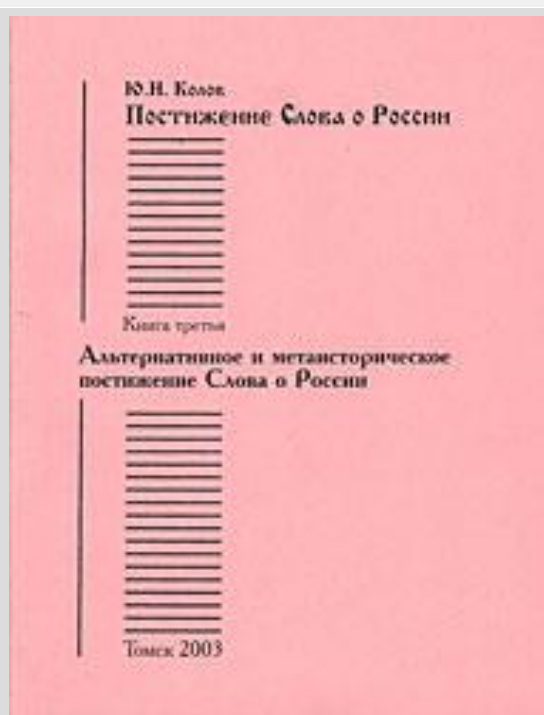 Ю.Н. Колов
Постижение Слова о России
Книга третья
Альтернативное и метаисторическое
постижение Слова о России
Томск 2003